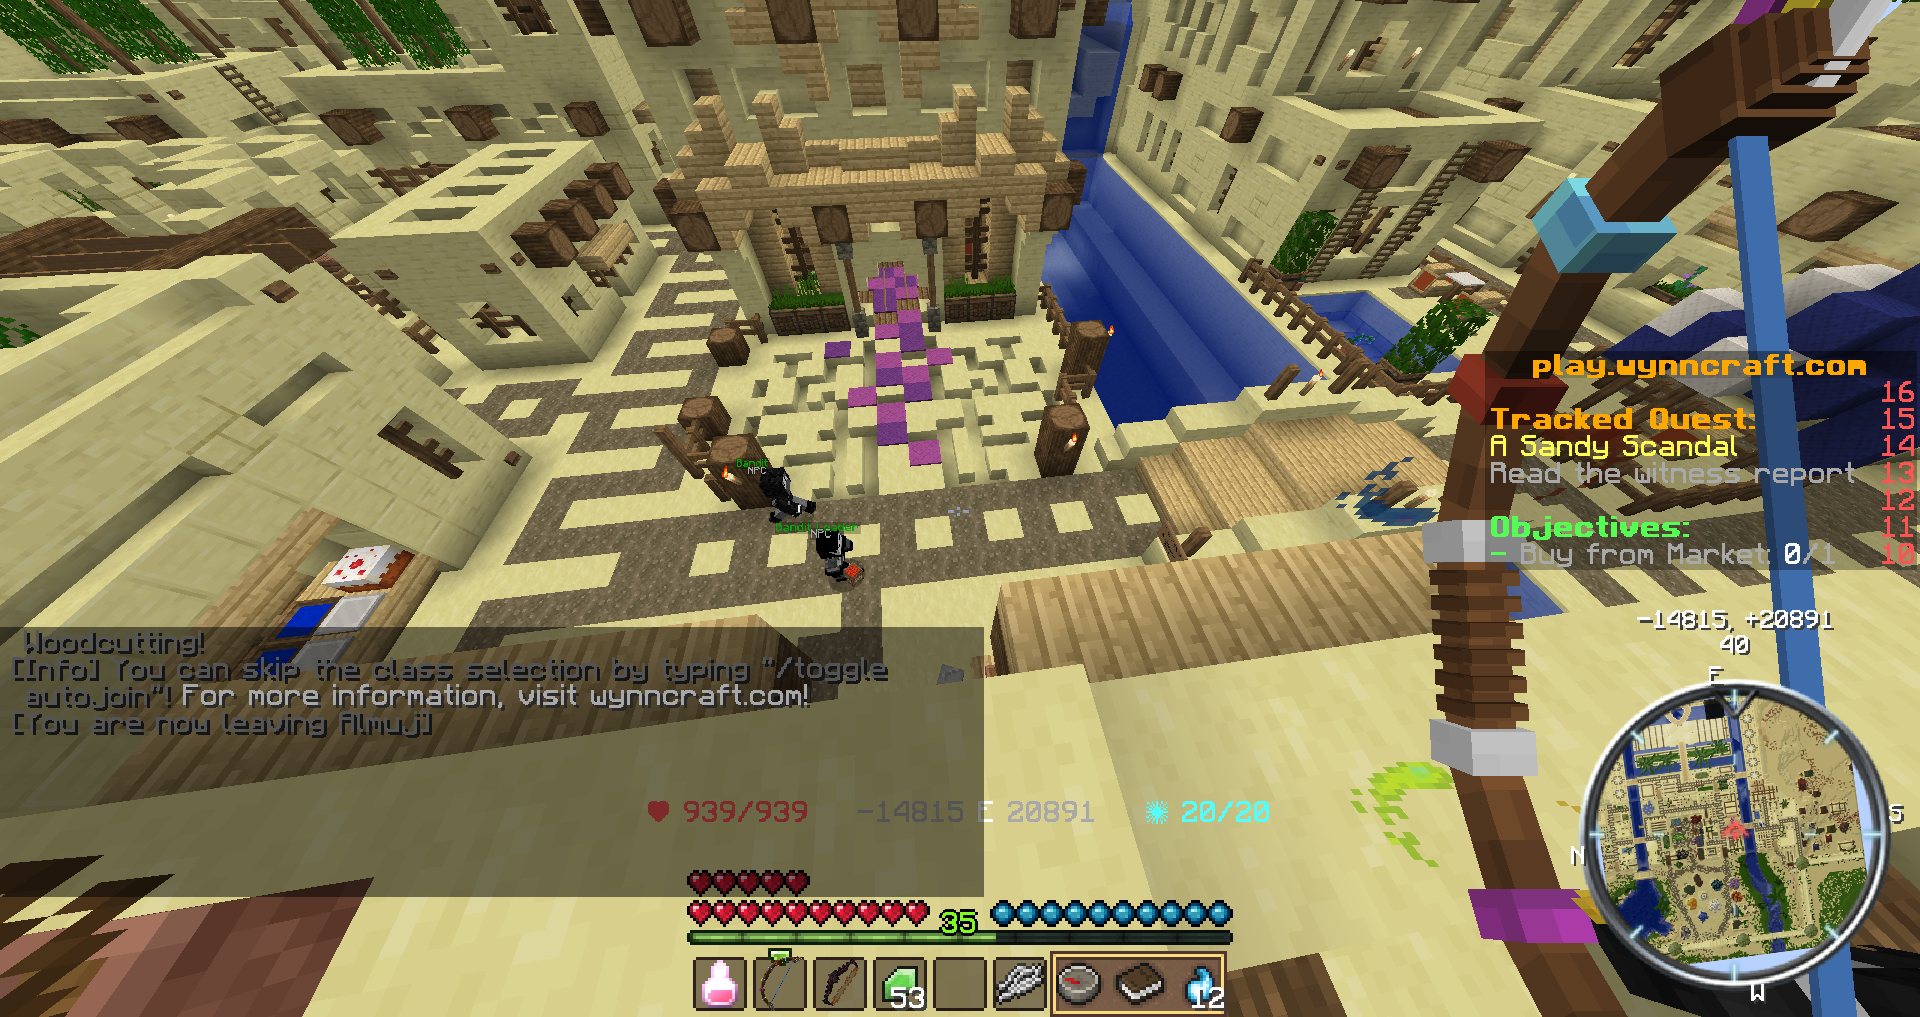 play.wynncraft.com
16
Tracked Quest: 15
A Sandy Scandal 14
Read the witness report 13
12
Objectives: 11
- Buy from Market: 0/1 10
-14815, +20891
40
E
S
N
W
Bandit
NPC
NPC
Woodcutting!
[Info] You can skip the class selection by typing "/toggle
autojoin"! For more information, visit wynncraft.com!
[You are now leaving Almuj]
939/939 -14815 E 20891 20/20
35
53
12